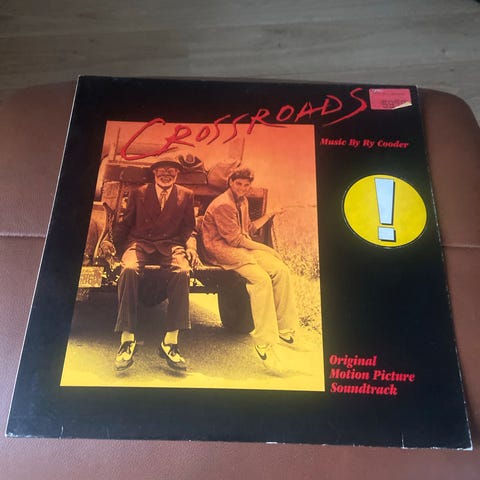 CROSSROADS
Music By Ry Cooder
!
Original
Motion Picture
Soundtrack